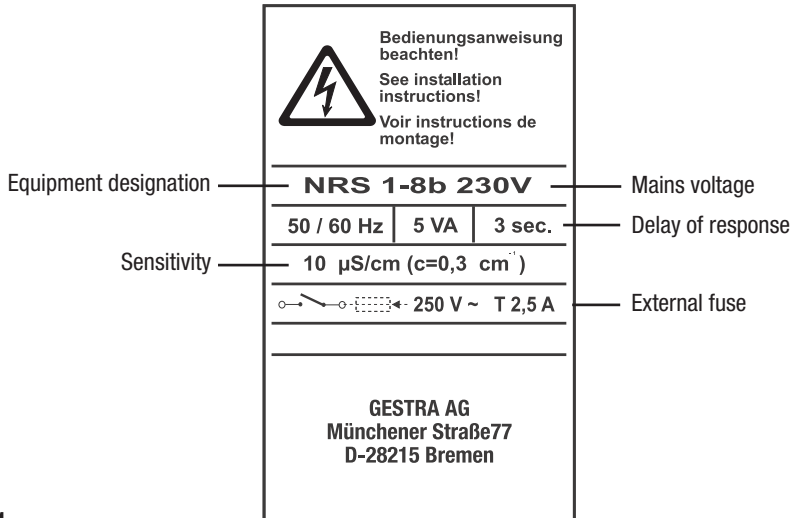 Bedienungsanweisung
beachten!
See installation
instructions!
Voir instructions de
montage!
Equipment designation
NRS 1-8b 230V
Mains voltage
50 / 60 Hz
5 VA
3 sec.
Delay of response
Sensitivity
10 µS/cm (c=0,3 cm⁻¹)
250 V ~ T 2,5 A
External fuse
GESTRA AG
Münchener Straße77
D-28215 Bremen